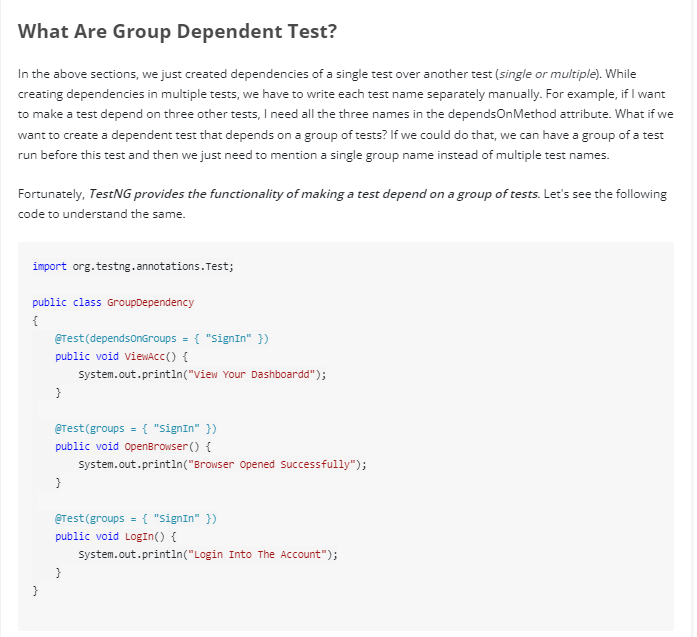 What Are Group Dependent Test?
In the above sections, we just created dependencies of a single test over another test (single or multiple). While
creating dependencies in multiple tests, we have to write each test name separately manually. For example, if I want
to make a test depend on three other tests, I need all the three names in the dependsOnMethod attribute. What if we
want to create a dependent test that depends on a group of tests? If we could do that, we can have a group of a test
run before this test and then we just need to mention a single group name instead of multiple test names.
Fortunately, TestNG provides the functionality of making a test depend on a group of tests. Let's see the following
code to understand the same.
import org.testng.annotations.Test;
public class GroupDependency
{
@Test(dependsOnGroups = { "SignIn" })
public void ViewAcc() {
System.out.println("View Your Dashboardd");
}
@Test(groups = { "SignIn" })
public void OpenBrowser() {
System.out.println("Browser Opened Successfully");
}
@Test(groups = { "SignIn" })
public void LogIn() {
System.out.println("Login Into The Account");
}
}